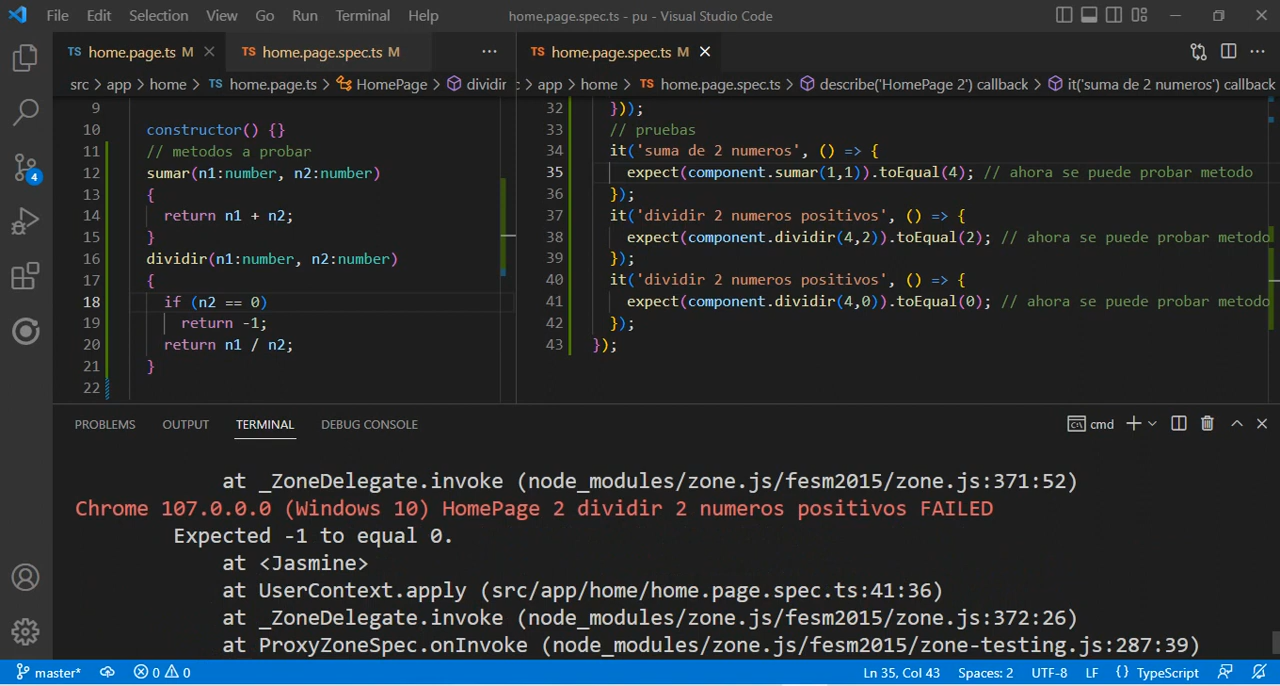 File Edit Selection View Go Run Terminal Help home.page.spec.ts - pu - Visual Studio Code
TS home.page.ts M TS home.page.spec.ts M ··· TS home.page.spec.ts M ···
src > app > home > TS home.page.ts > HomePage > dividir
> app > home > TS home.page.spec.ts > describe('HomePage 2') callback > it('suma de 2 numeros') callback
9
10 constructor() {}
11 // metodos a probar
12 sumar(n1:number, n2:number)
13 {
14 return n1 + n2;
15 }
16 dividir(n1:number, n2:number)
17 {
18 if (n2 == 0)
19 return -1;
20 return n1 / n2;
21 }
22
32 }));
33 // pruebas
34 it('suma de 2 numeros', () => {
35 expect(component.sumar(1,1)).toEqual(4); // ahora se puede probar metodo
36 });
37 it('dividir 2 numeros positivos', () => {
38 expect(component.dividir(4,2)).toEqual(2); // ahora se puede probar metodo
39 });
40 it('dividir 2 numeros positivos', () => {
41 expect(component.dividir(4,0)).toEqual(0); // ahora se puede probar metodo
42 });
43 });
4
PROBLEMS OUTPUT TERMINAL DEBUG CONSOLE cmd
at _ZoneDelegate.invoke (node_modules/zone.js/fesm2015/zone.js:371:52)
Chrome 107.0.0.0 (Windows 10) HomePage 2 dividir 2 numeros positivos FAILED
Expected -1 to equal 0.
at <Jasmine>
at UserContext.apply (src/app/home/home.page.spec.ts:41:36)
at _ZoneDelegate.invoke (node_modules/zone.js/fesm2015/zone.js:372:26)
at ProxyZoneSpec.onInvoke (node_modules/zone.js/fesm2015/zone-testing.js:287:39)
master* 0 0 Ln 35, Col 43 Spaces: 2 UTF-8 LF {} TypeScript